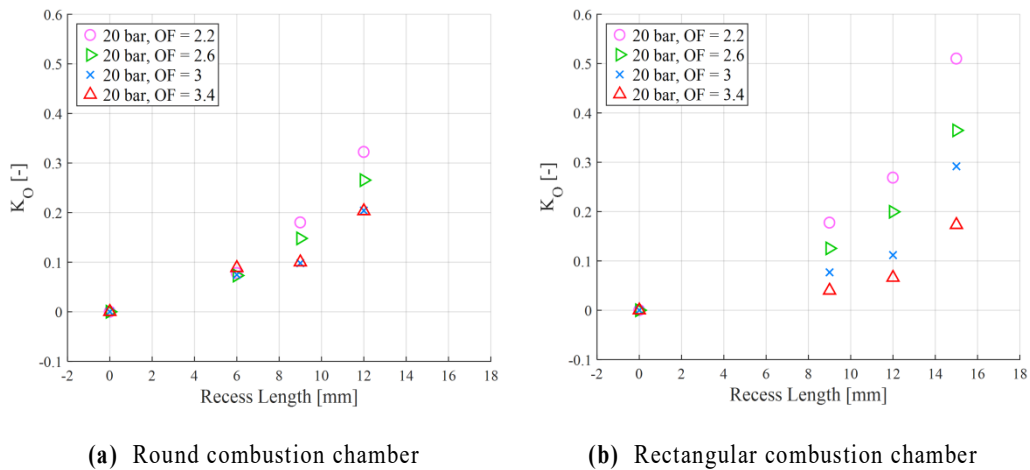 0.6
0.5
0.4
0.3
0.2
0.1
0
-0.1
K_O [-]
20 bar, OF = 2.2
20 bar, OF = 2.6
20 bar, OF = 3
20 bar, OF = 3.4
-2 0 2 4 6 8 10 12 14 16 18
Recess Length [mm]
(a) Round combustion chamber
0.6
0.5
0.4
0.3
0.2
0.1
0
-0.1
K_O [-]
20 bar, OF = 2.2
20 bar, OF = 2.6
20 bar, OF = 3
20 bar, OF = 3.4
-2 0 2 4 6 8 10 12 14 16 18
Recess Length [mm]
(b) Rectangular combustion chamber